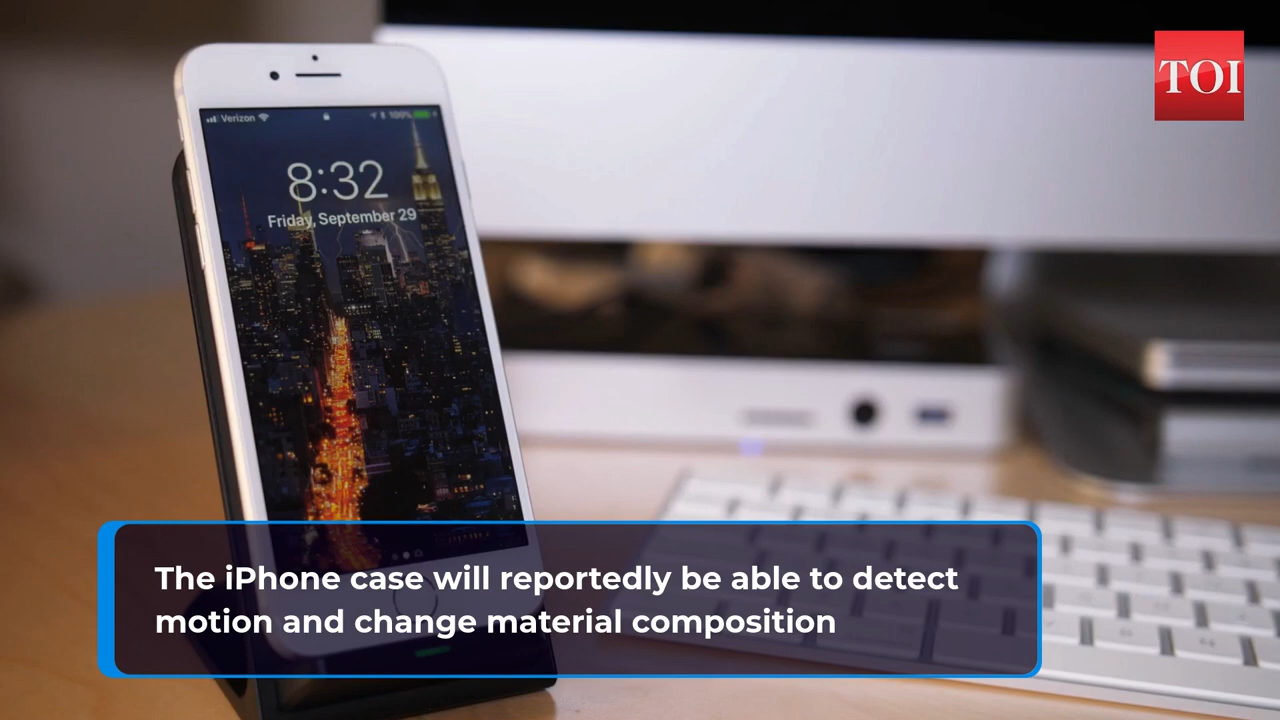 TOI
Verizon
100%
8:32
Friday, September 29
The iPhone case will reportedly be able to detect
motion and change material composition